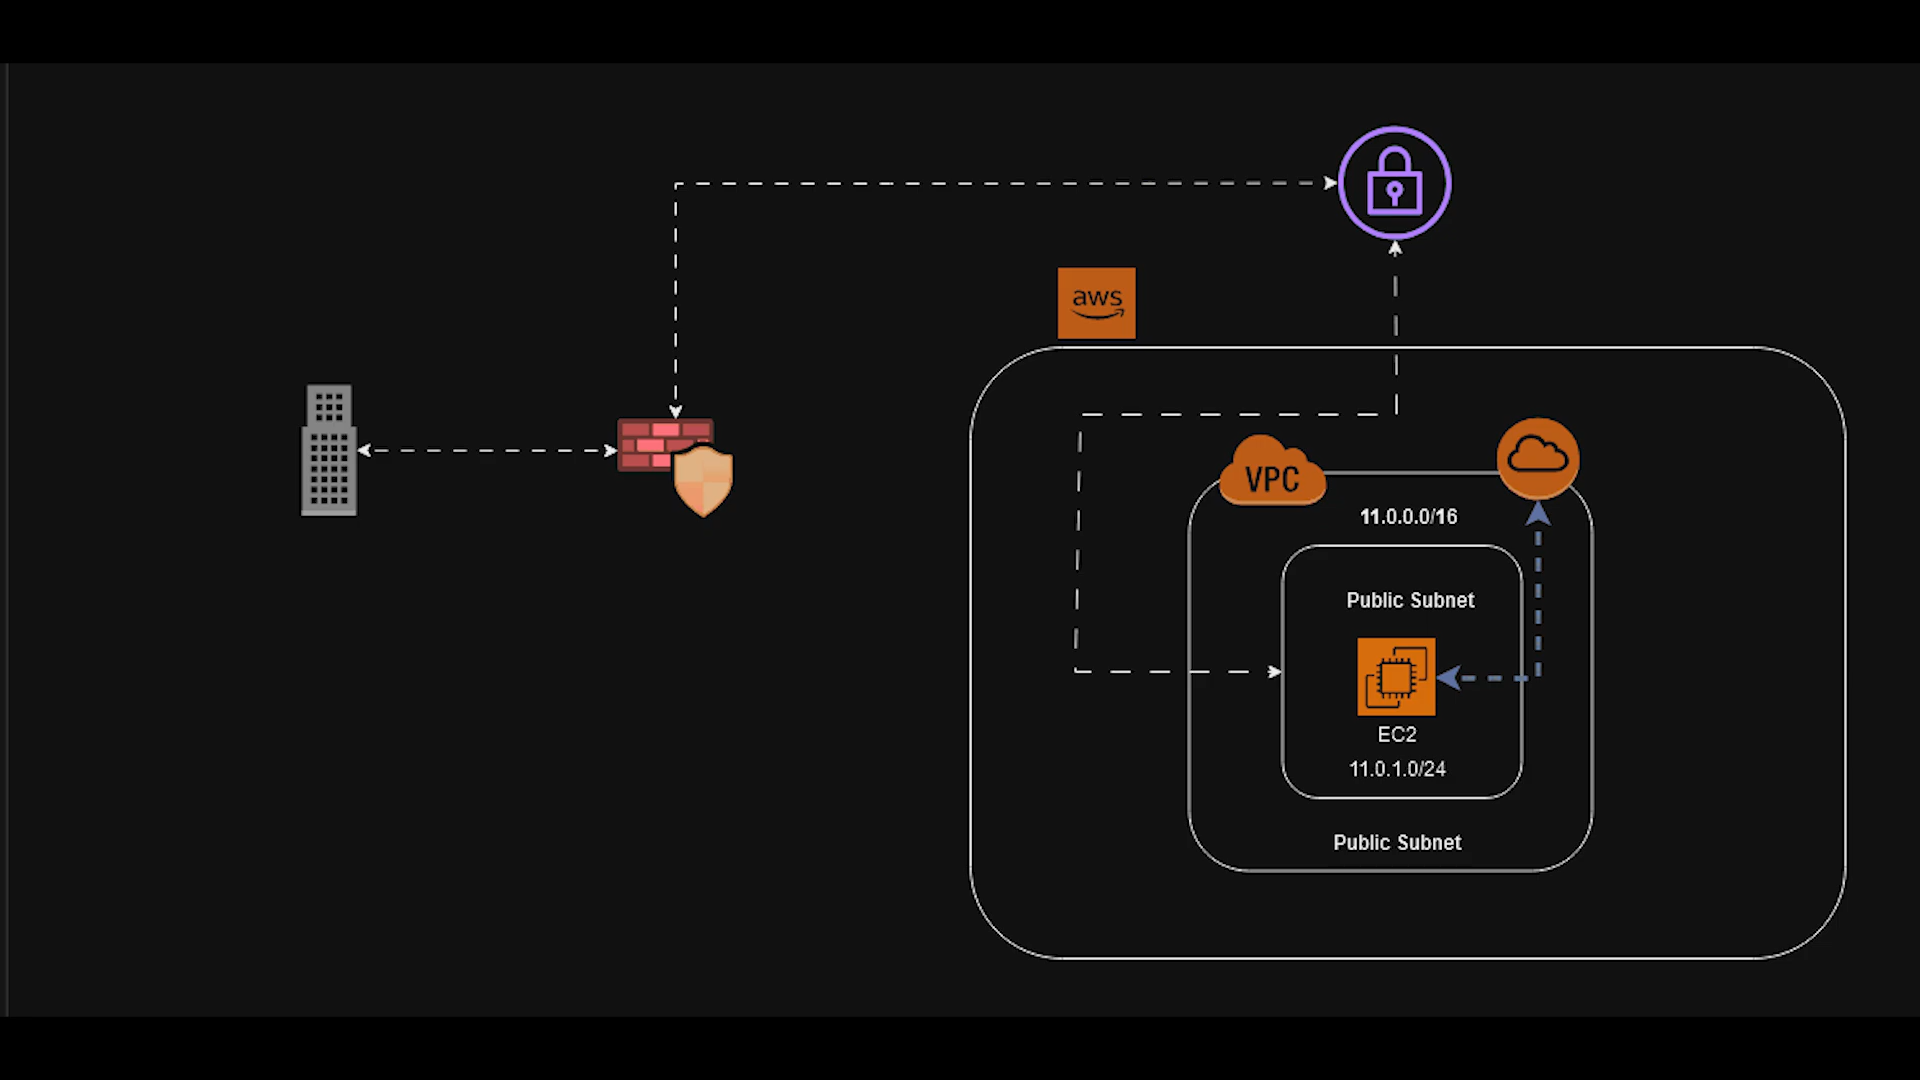 aws
VPC
11.0.0.0/16
Public Subnet
EC2
11.0.1.0/24
Public Subnet